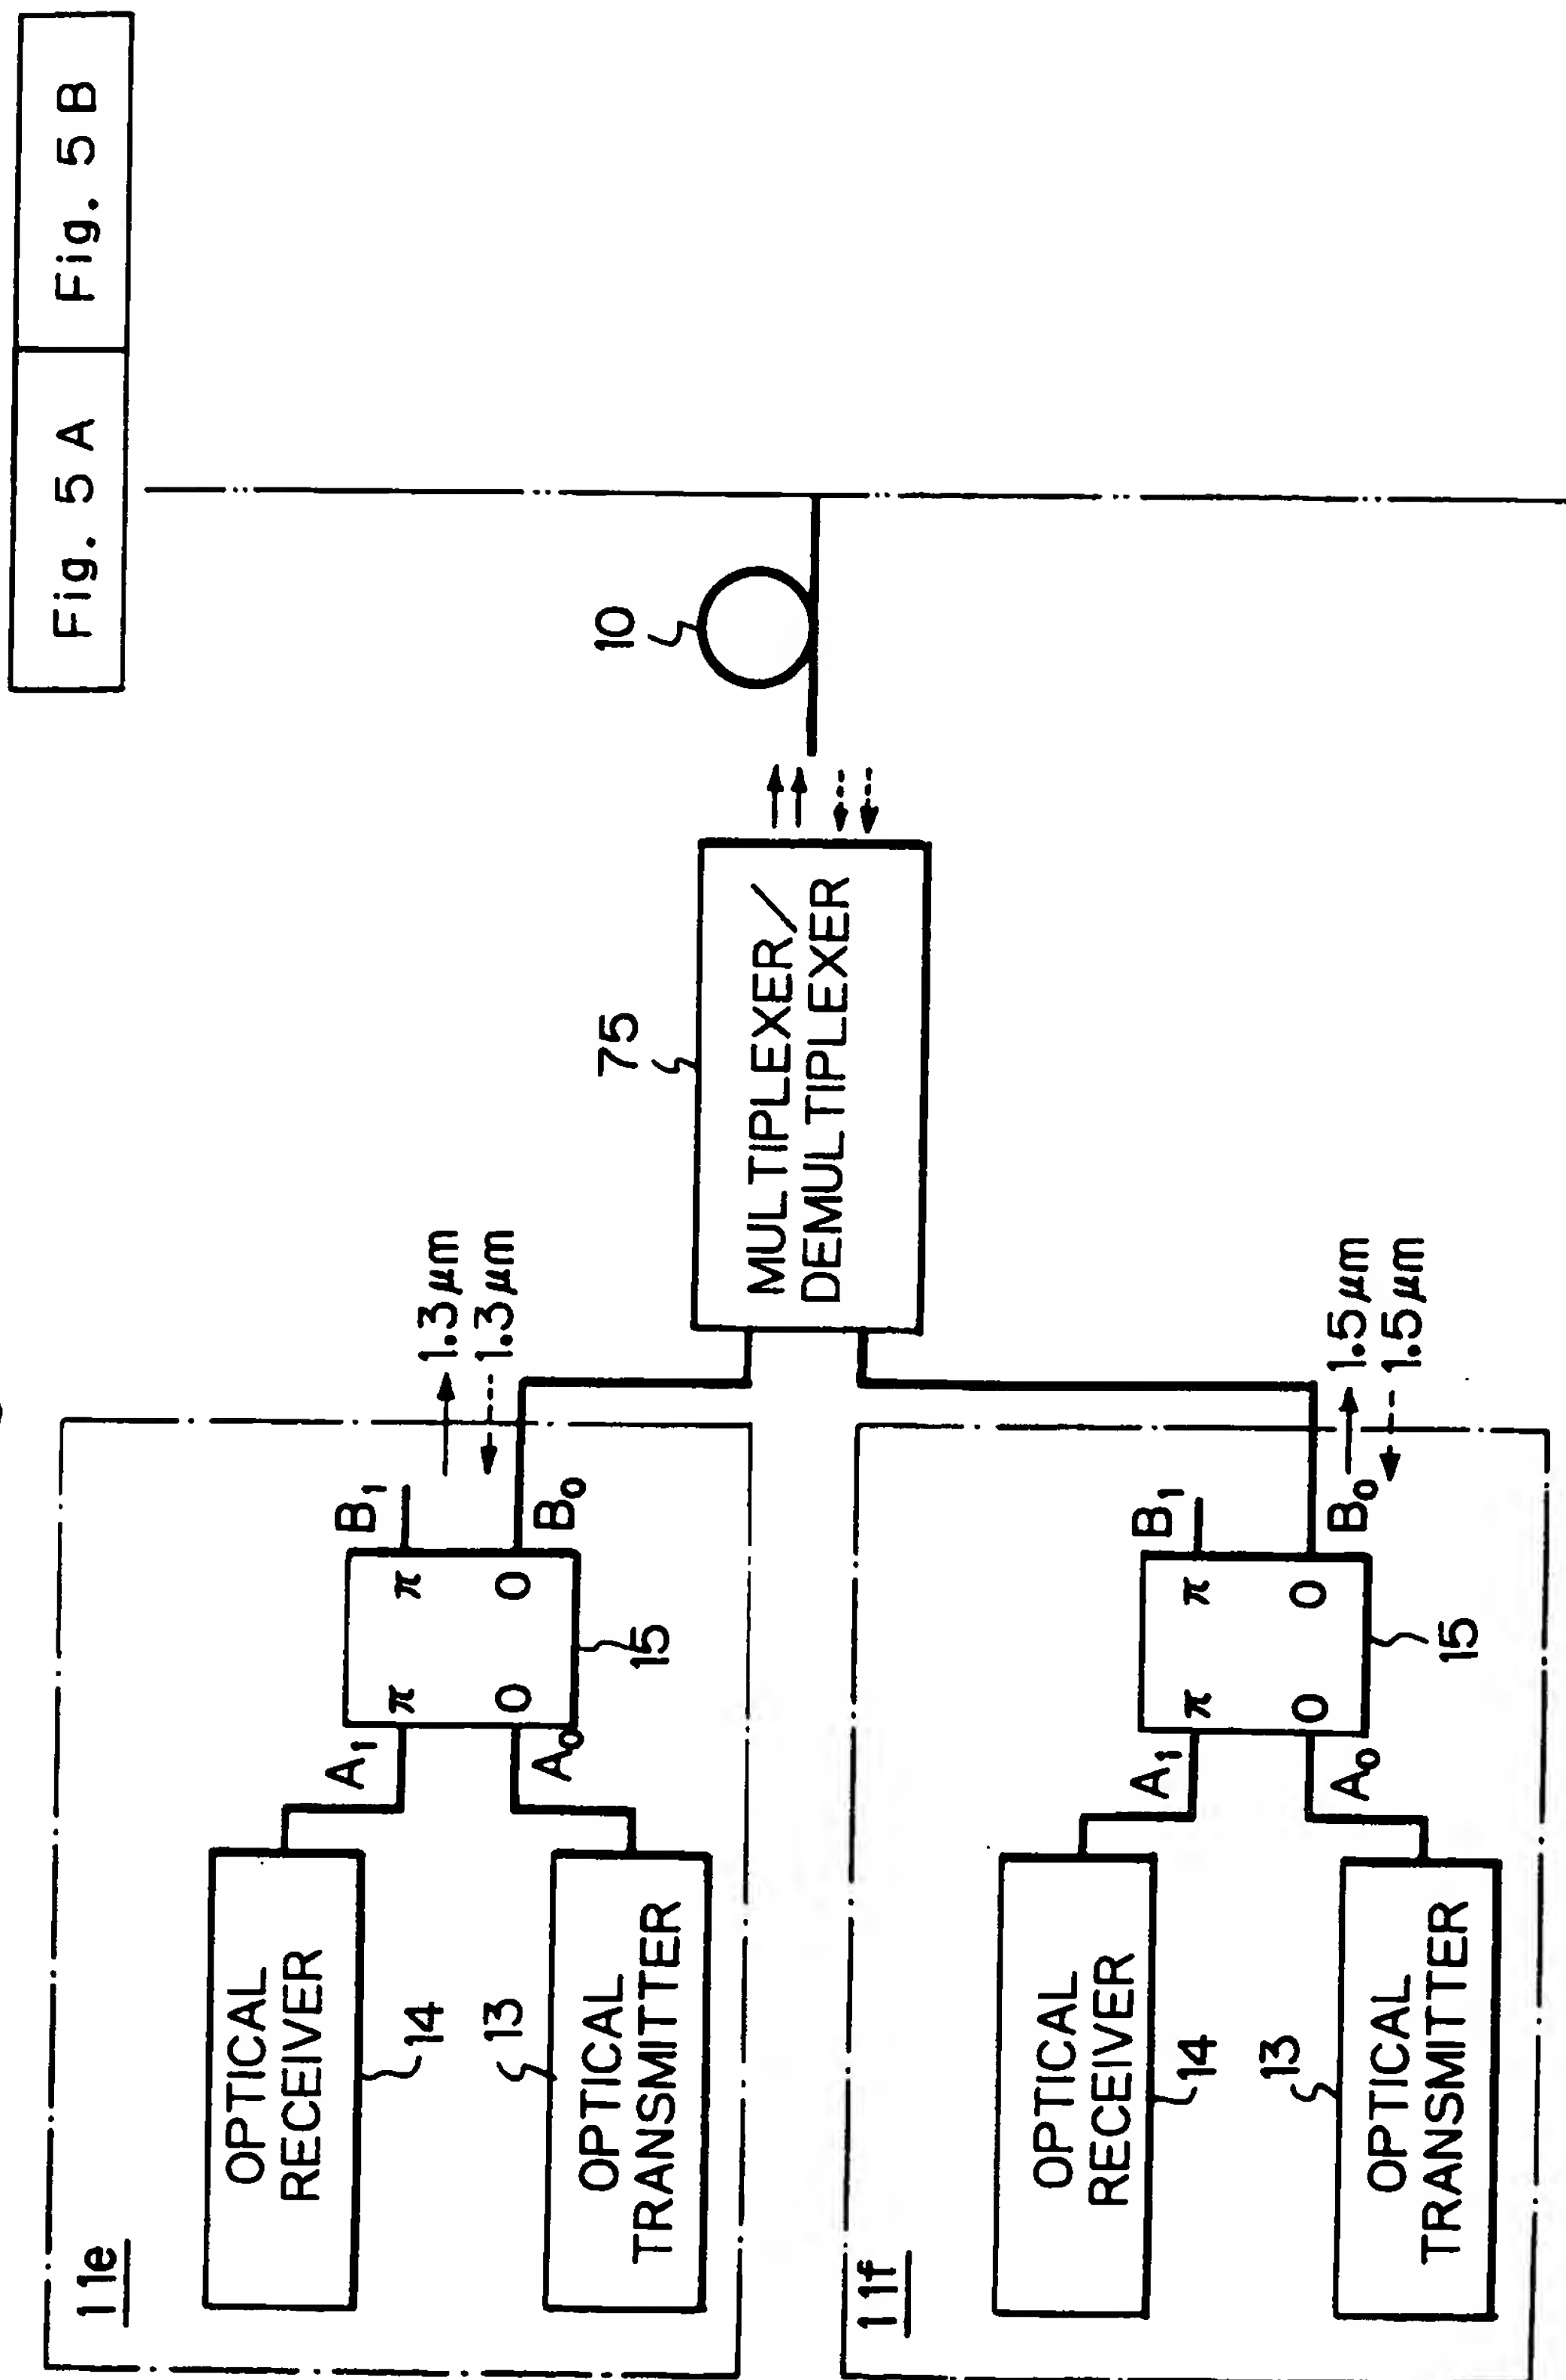 Fig. 5 A
Fig. 5 B
11e
OPTICAL
RECEIVER
14
13
OPTICAL
TRANSMITTER
A1
A0
π
π
0
0
15
B1
B0
1.3μm
1.3μm
75
MULTIPLEXER/
DEMULTIPLEXER
10
11f
OPTICAL
RECEIVER
14
13
OPTICAL
TRANSMITTER
A1
A0
π
π
0
0
15
B1
B0
1.5μm
1.5μm